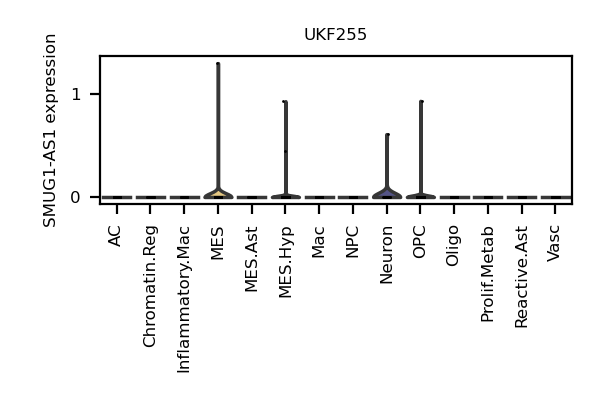 UKF255
SMUG1-AS1 expression
1
0
AC
Chromatin.Reg
Inflammatory.Mac
MES
MES.Ast
MES.Hyp
Mac
NPC
Neuron
OPC
Oligo
Prolif.Metab
Reactive.Ast
Vasc